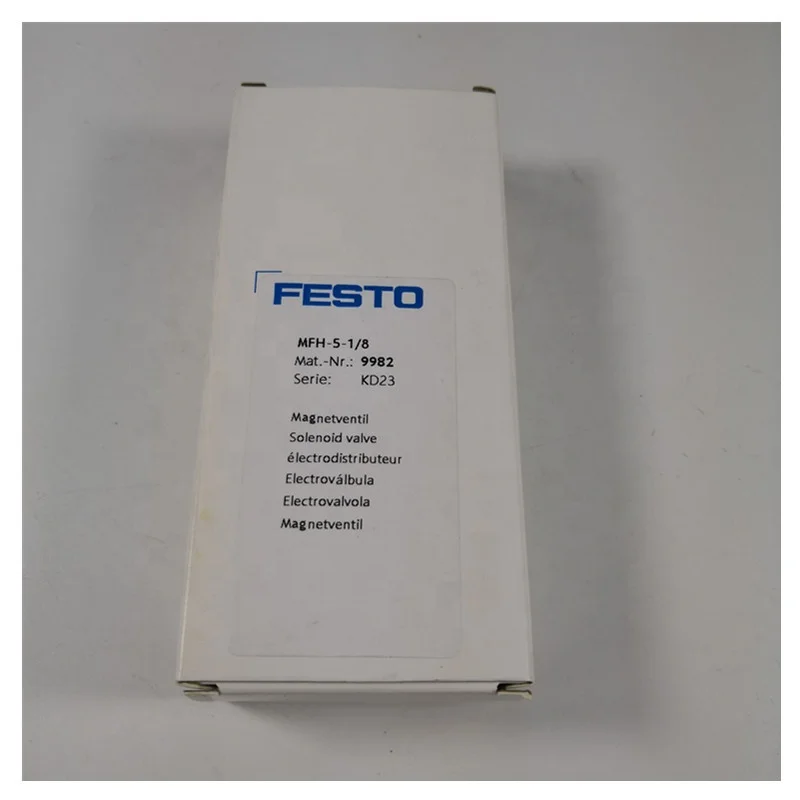 FESTO
MFH-5-1/8
Mat.-Nr.: 9982
Serie: KD23
Magnetventil
Solenoid valve
électrodistributeur
Electroválbula
Electrovalvola
Magnetventil